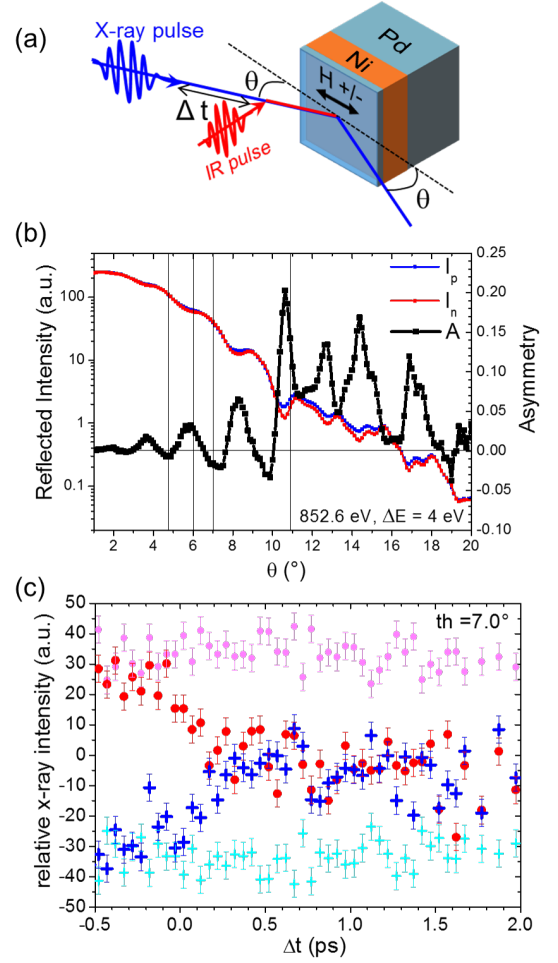 (a)
X-ray pulse
Pd
Ni
H +/-
θ
Δ t
IR pulse
θ
(b)
Reflected Intensity (a.u.)
100
10
1
0.1
I_p
I_n
A
0.25
0.20
0.15
0.10
0.05
0.00
-0.05
-0.10
Asymmetry
852.6 eV, ΔE = 4 eV
2 4 6 8 10 12 14 16 18 20
θ (°)
(c)
relative x-ray intensity (a.u.)
50
40
30
20
10
0
-10
-20
-30
-40
-50
th =7.0°
-0.5 0.0 0.5 1.0 1.5 2.0
Δt (ps)